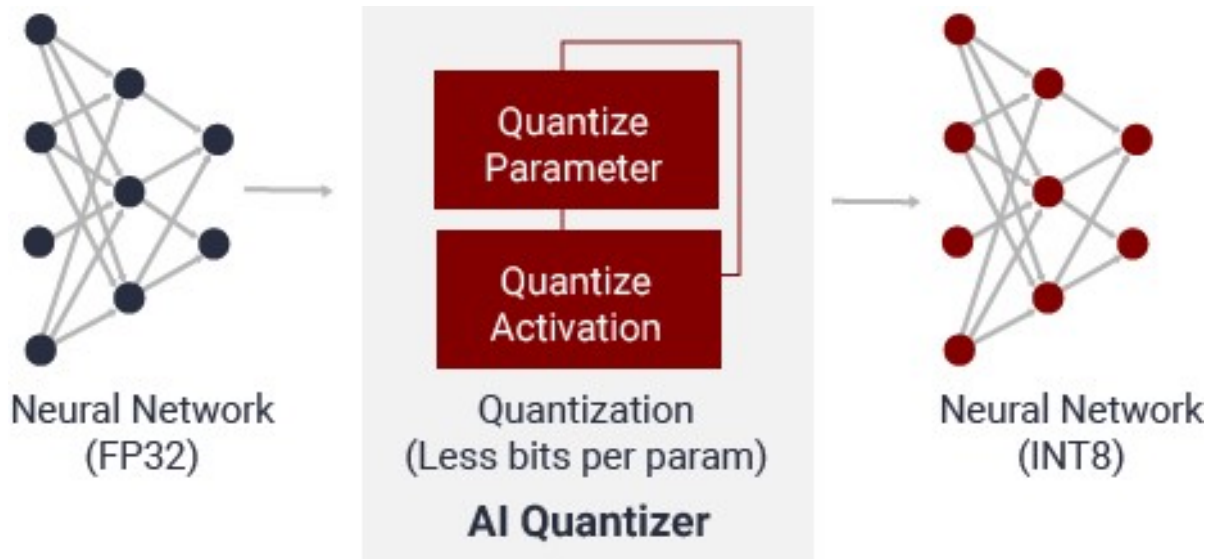 Quantize
Parameter
Quantize
Activation
Neural Network
(FP32)
Quantization
(Less bits per param)
AI Quantizer
Neural Network
(INT8)